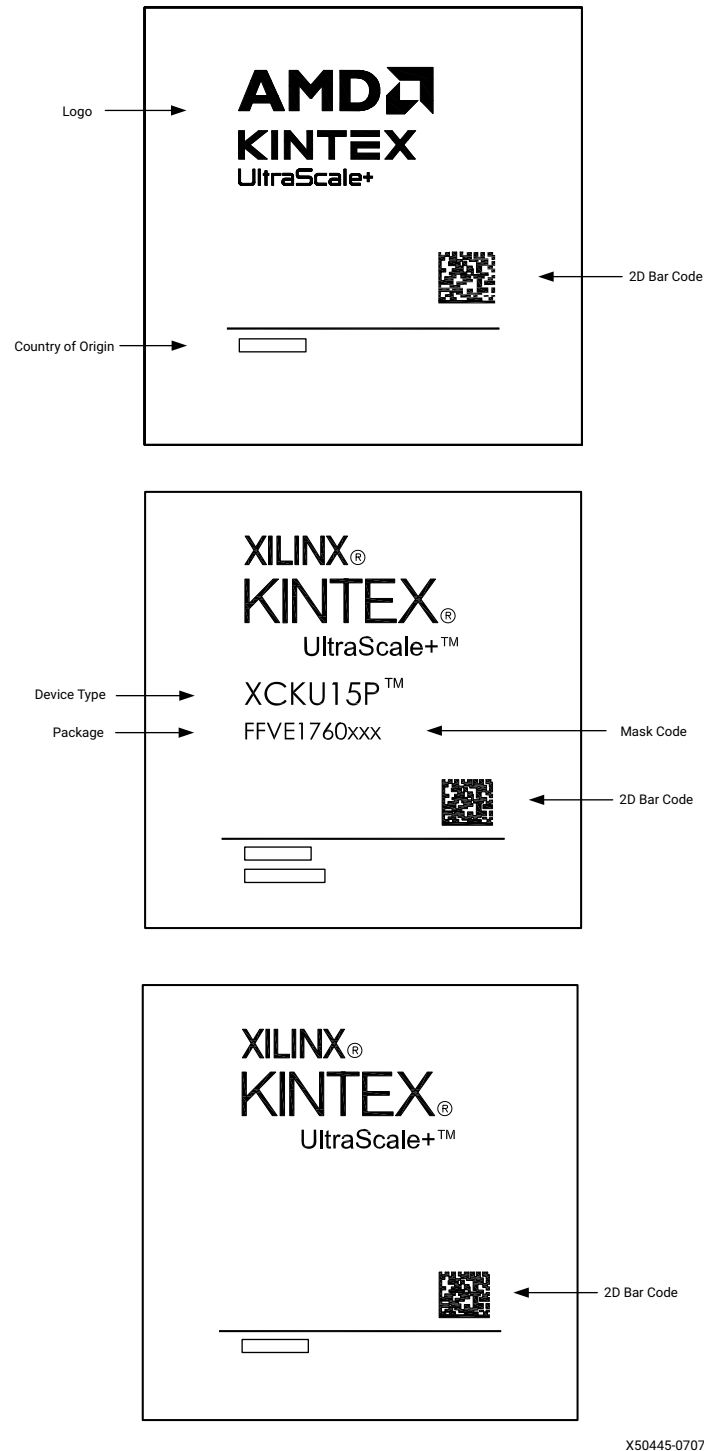 AMD
Logo
KINTEX
UltraScale+
2D Bar Code
Country of Origin
XILINX®
KINTEX®
UltraScale+™
Device Type
XCKU15P™
Package
FFVE1760xxx
Mask Code
2D Bar Code
XILINX®
KINTEX®
UltraScale+™
2D Bar Code
X50445-0707